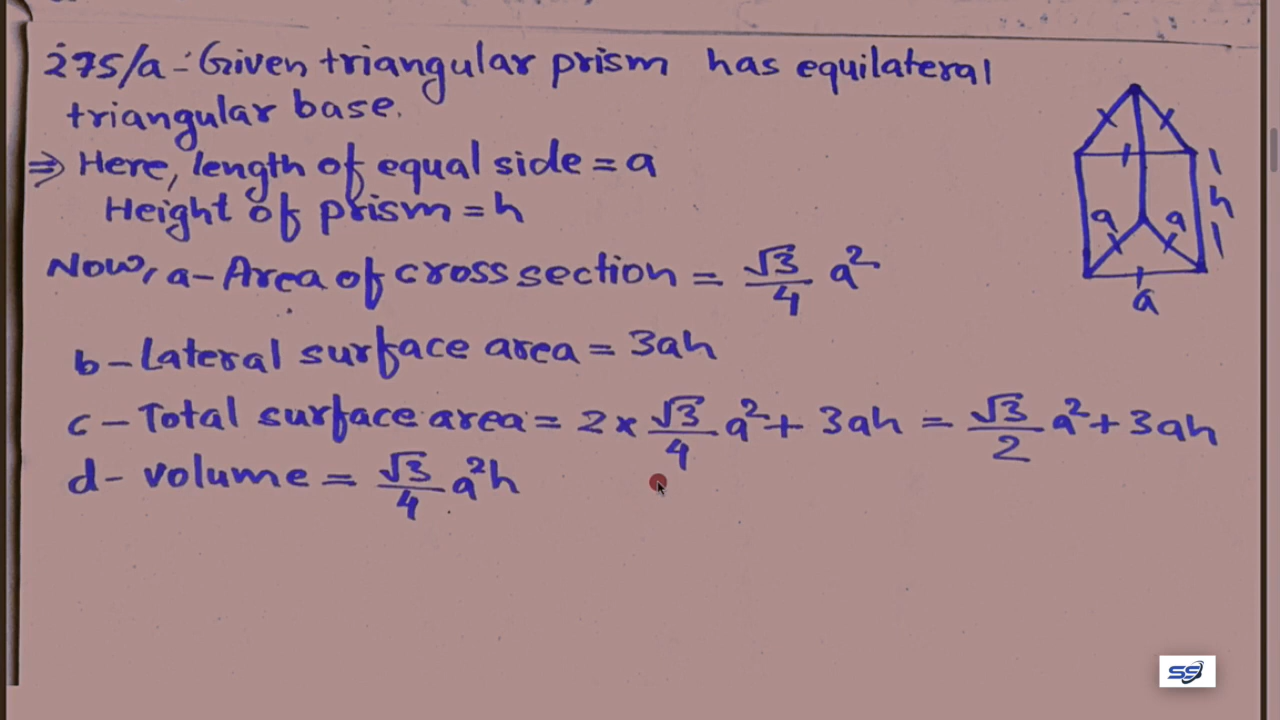 275/a-: Given triangular prism has equilateral
triangular base.
⇒ Here, length of equal side = a
Height of prism = h
Now, a- Area of cross section = √3/4 a²
b- Lateral surface area = 3ah
c- Total surface area = 2 × √3/4 a² + 3ah = √3/2 a² + 3ah
d- volume = √3/4 a²h
a a h
a
SS